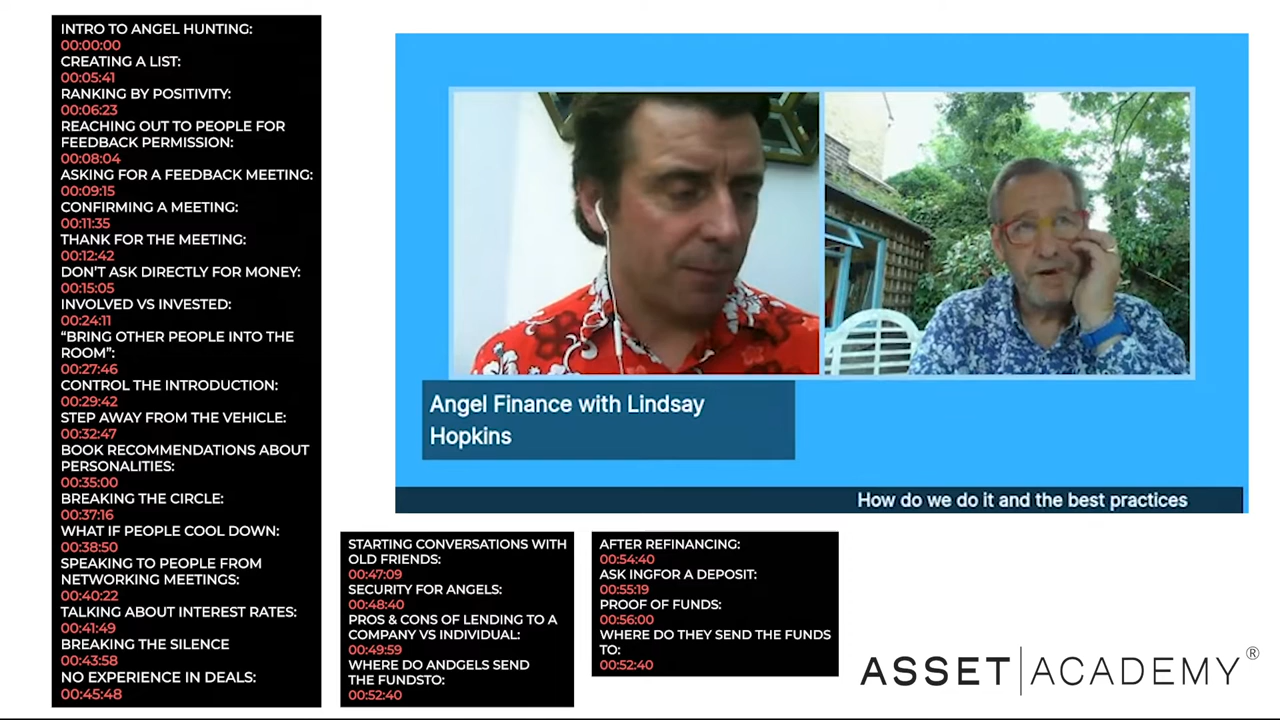 INTRO TO ANGEL HUNTING:
00:00:00
CREATING A LIST:
00:05:41
RANKING BY POSITIVITY:
00:06:23
REACHING OUT TO PEOPLE FOR
FEEDBACK PERMISSION:
00:08:04
ASKING FOR A FEEDBACK MEETING:
00:09:15
CONFIRMING A MEETING:
00:11:35
THANK FOR THE MEETING:
00:12:42
DON'T ASK DIRECTLY FOR MONEY:
00:15:05
INVOLVED VS INVESTED:
00:24:11
“BRING OTHER PEOPLE INTO THE
ROOM”:
00:27:46
CONTROL THE INTRODUCTION:
00:29:42
STEP AWAY FROM THE VEHICLE:
00:32:47
BOOK RECOMMENDATIONS ABOUT
PERSONALITIES:
00:35:00
BREAKING THE CIRCLE:
00:37:16
WHAT IF PEOPLE COOL DOWN:
00:38:50
SPEAKING TO PEOPLE FROM
NETWORKING MEETINGS:
00:40:22
TALKING ABOUT INTEREST RATES:
00:41:49
BREAKING THE SILENCE
00:43:58
NO EXPERIENCE IN DEALS:
00:45:48
Angel Finance with Lindsay
Hopkins
How do we do it and the best practices
STARTING CONVERSATIONS WITH
OLD FRIENDS:
00:47:09
SECURITY FOR ANGELS:
00:48:40
PROS & CONS OF LENDING TO A
COMPANY VS INDIVIDUAL:
00:49:59
WHERE DO ANDGELS SEND
THE FUNDSTO:
00:52:40
AFTER REFINANCING:
00:54:40
ASK INGFOR A DEPOSIT:
00:55:19
PROOF OF FUNDS:
00:56:00
WHERE DO THEY SEND THE FUNDS
TO:
00:52:40
ASSET|ACADEMY®